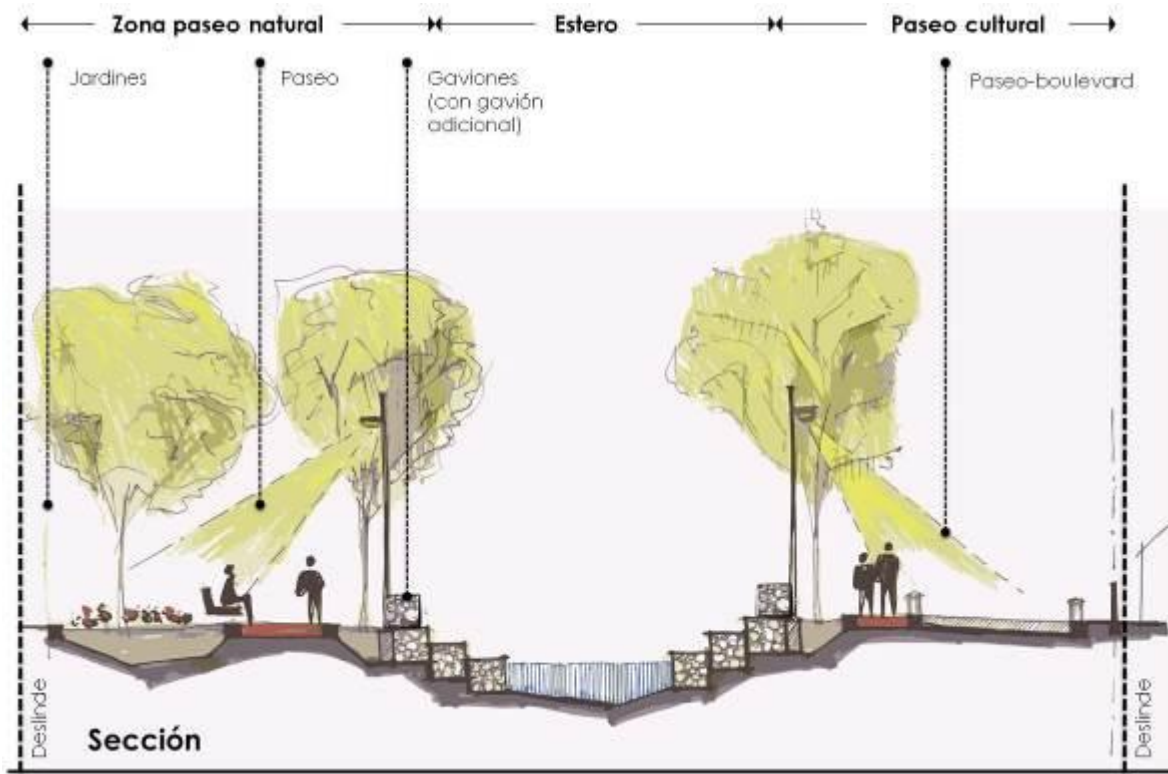 Zona paseo natural
Estero
Paseo cultural
Jardines
Paseo
Gaviones
(con gavión
adicional)
Paseo-boulevard
Deslinde
Deslinde
Sección